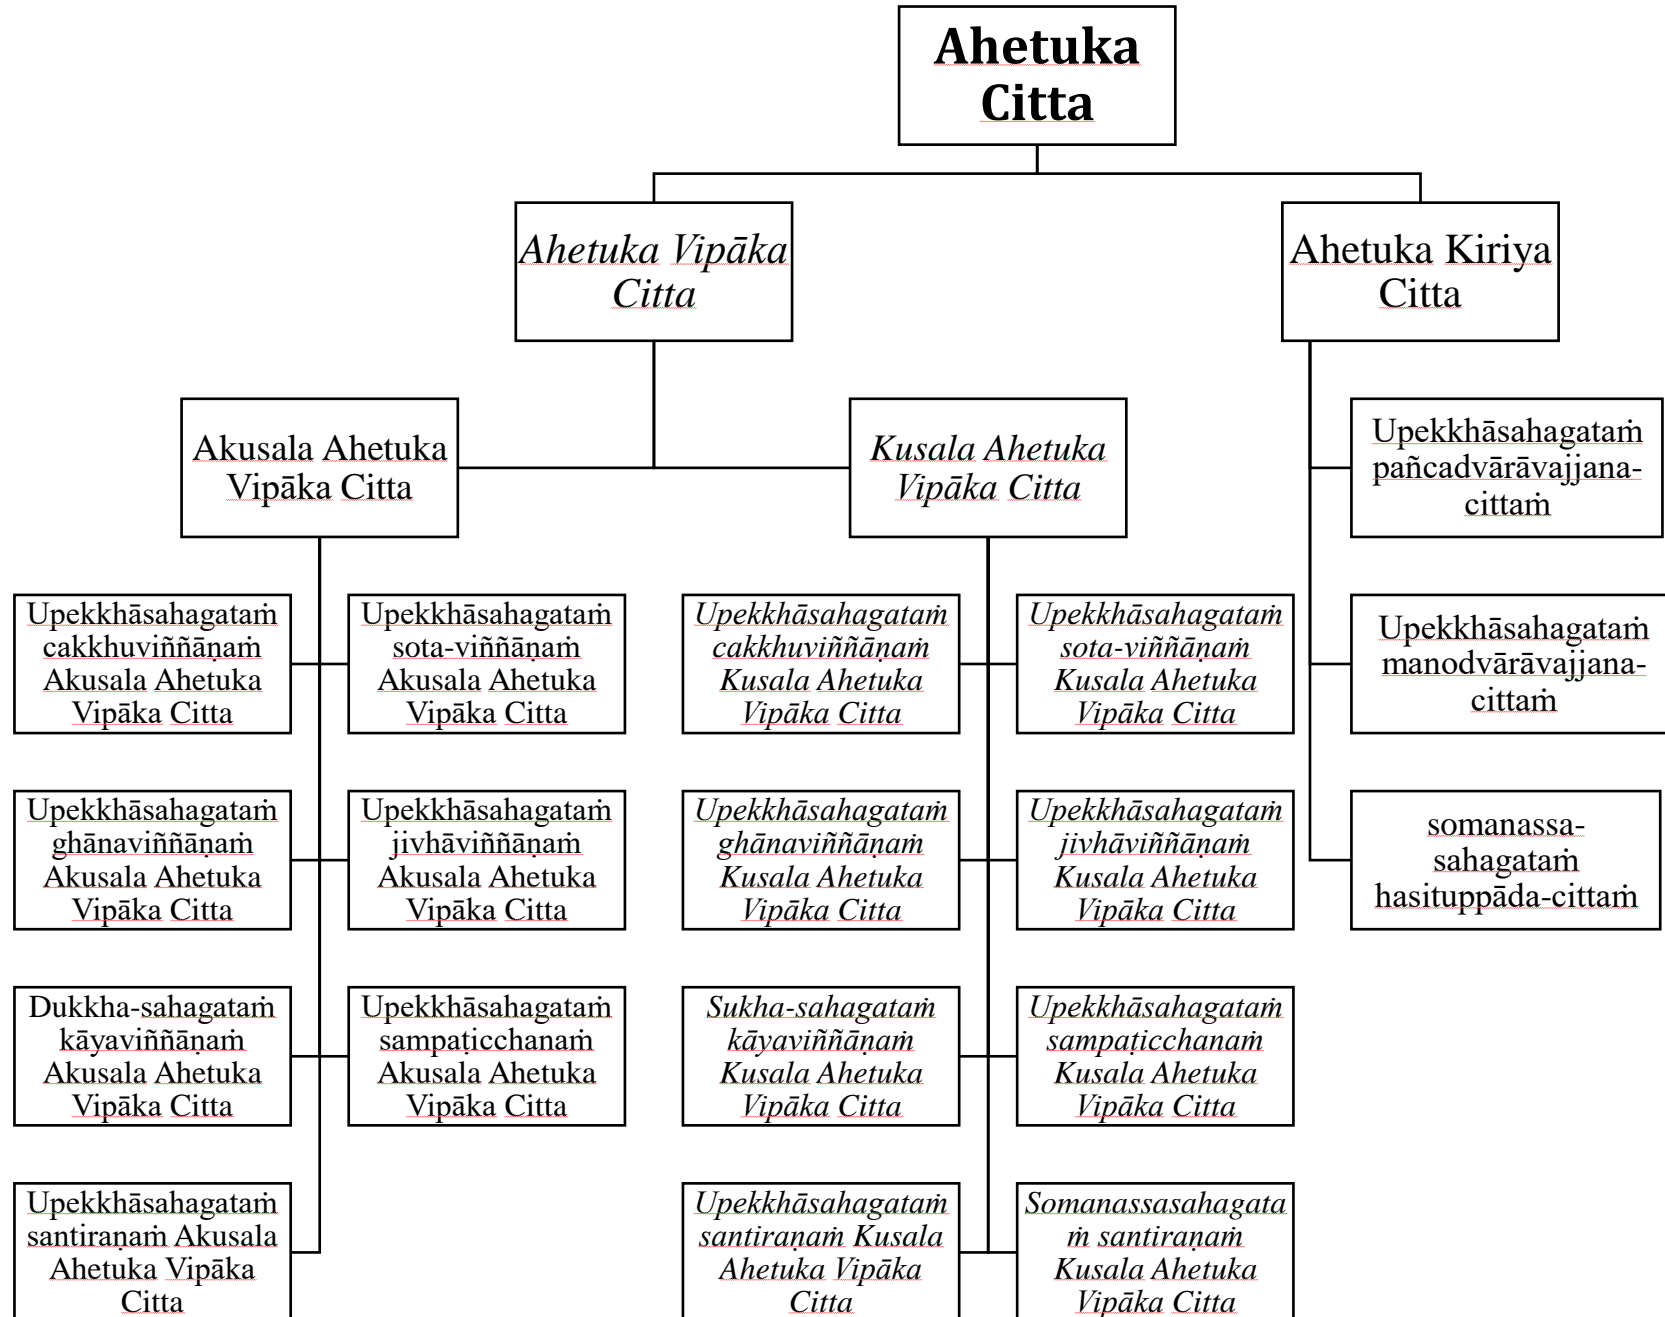 Ahetuka
Citta
Ahetuka Vipāka
Citta
Ahetuka Kiriya
Citta
Akusala Ahetuka
Vipāka Citta
Kusala Ahetuka
Vipāka Citta
Upekkhāsahagataṁ
pañcadvārāvajjana-
cittaṁ
Upekkhāsahagataṁ
cakkhuviññāṇaṁ
Akusala Ahetuka
Vipāka Citta
Upekkhāsahagataṁ
sota-viññāṇaṁ
Akusala Ahetuka
Vipāka Citta
Upekkhāsahagataṁ
cakkhuviññāṇaṁ
Kusala Ahetuka
Vipāka Citta
Upekkhāsahagataṁ
sota-viññāṇaṁ
Kusala Ahetuka
Vipāka Citta
Upekkhāsahagataṁ
manodvārāvajjana-
cittaṁ
Upekkhāsahagataṁ
ghānaviññāṇaṁ
Akusala Ahetuka
Vipāka Citta
Upekkhāsahagataṁ
jivhāviññāṇaṁ
Akusala Ahetuka
Vipāka Citta
Upekkhāsahagataṁ
ghānaviññāṇaṁ
Kusala Ahetuka
Vipāka Citta
Upekkhāsahagataṁ
jivhāviññāṇaṁ
Kusala Ahetuka
Vipāka Citta
somanassa-
sahagataṁ
hasituppāda-cittaṁ
Dukkha-sahagataṁ
kāyaviññāṇaṁ
Akusala Ahetuka
Vipāka Citta
Upekkhāsahagataṁ
sampaṭicchanaṁ
Akusala Ahetuka
Vipāka Citta
Sukha-sahagataṁ
kāyaviññāṇaṁ
Kusala Ahetuka
Vipāka Citta
Upekkhāsahagataṁ
sampaṭicchanaṁ
Kusala Ahetuka
Vipāka Citta
Upekkhāsahagataṁ
santiraṇaṁ Akusala
Ahetuka Vipāka
Citta
Upekkhāsahagataṁ
santiraṇaṁ Kusala
Ahetuka Vipāka
Citta
Somanassasahagata
ṁ santiraṇaṁ
Kusala Ahetuka
Vipāka Citta